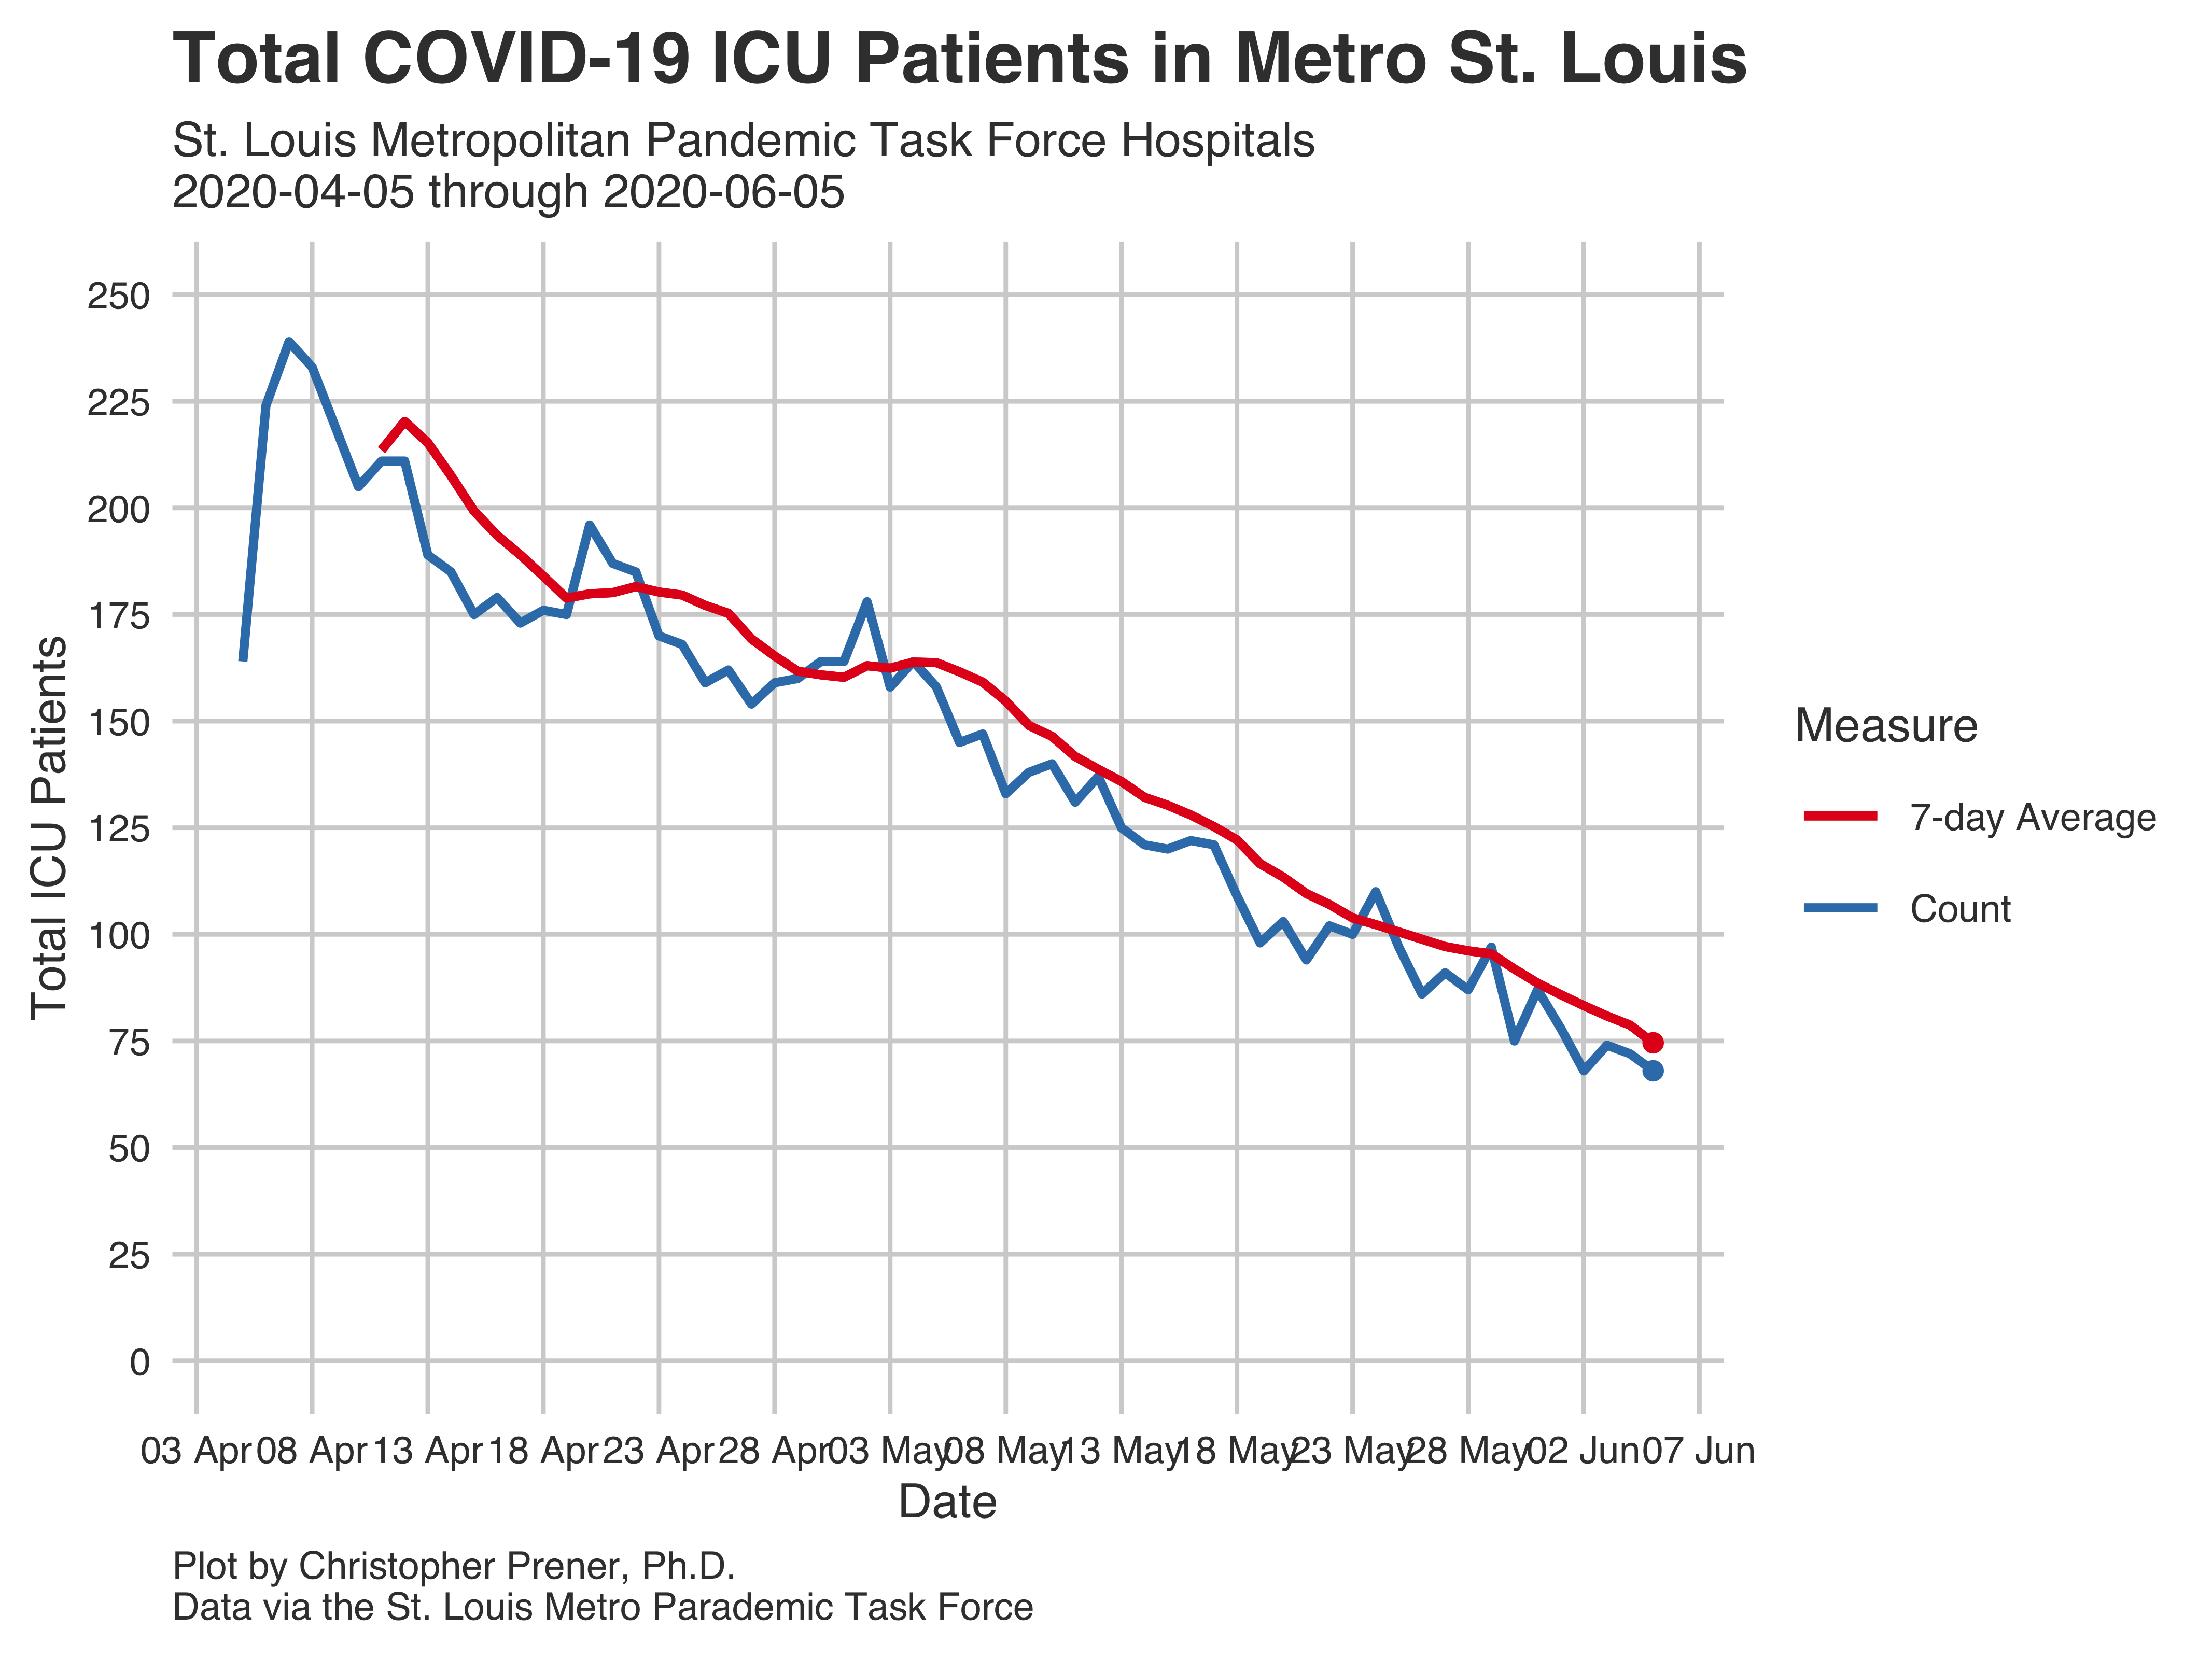 Total COVID-19 ICU Patients in Metro St. Louis
St. Louis Metropolitan Pandemic Task Force Hospitals
2020-04-05 through 2020-06-05
Total ICU Patients
250
225
200
175
150
125
100
75
50
25
0
03 Apr 08 Apr 13 Apr 18 Apr 23 Apr 28 Apr 03 May 08 May 13 May 18 May 23 May 28 May 02 Jun 07 Jun
Date
Measure
7-day Average
Count
Plot by Christopher Prener, Ph.D.
Data via the St. Louis Metro Parademic Task Force